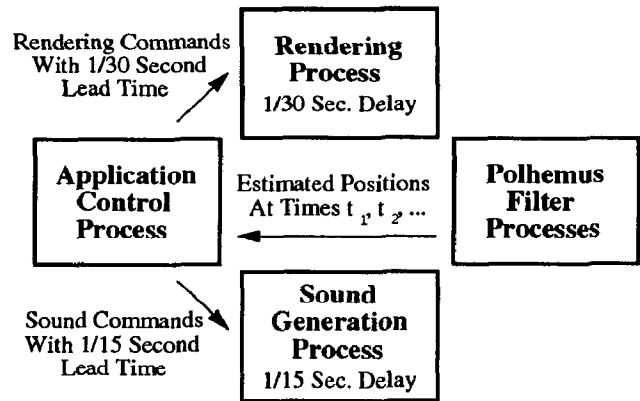 Rendering Commands
With 1/30 Second
Lead Time
Rendering
Process
1/30 Sec. Delay
Application
Control
Process
Estimated Positions
At Times t 1, t 2, ...
Polhemus
Filter
Processes
Sound Commands
With 1/15 Second
Lead Time
Sound
Generation
Process
1/15 Sec. Delay